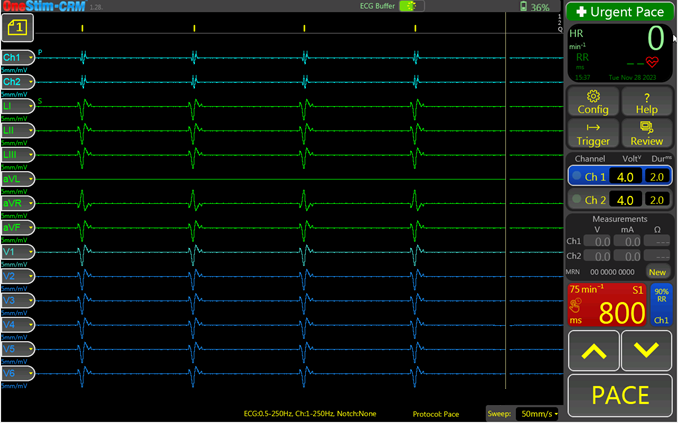 OneStim-CRM™ 1.28.
ECG Buffer
36%
Urgent Pace
1
HR
min⁻¹
0
RR
ms
--
15:37 Tue Nov 28 2023
Config
Help
Trigger
Review
Channel Volt V Dur ms
Ch 1 4.0 2.0
Ch 2 4.0 2.0
Measurements
V mA Ω
Ch1 0.0 0.0 ---
Ch2 0.0 0.0 ---
MRN 00 0000 0000 New
75 min⁻¹ S1
800
ms
90%
RR
Ch1
PACE
1
2
P
Ch1
5mm/mV
Ch2
5mm/mV
S
LI
5mm/mV
LII
5mm/mV
LIII
5mm/mV
aVL
5mm/mV
aVR
5mm/mV
aVF
5mm/mV
V1
5mm/mV
V2
5mm/mV
V3
5mm/mV
V4
5mm/mV
V5
5mm/mV
V6
5mm/mV
ECG:0.5-250Hz, Ch:1-250Hz, Notch:None
Protocol: Pace
Sweep: 50mm/s